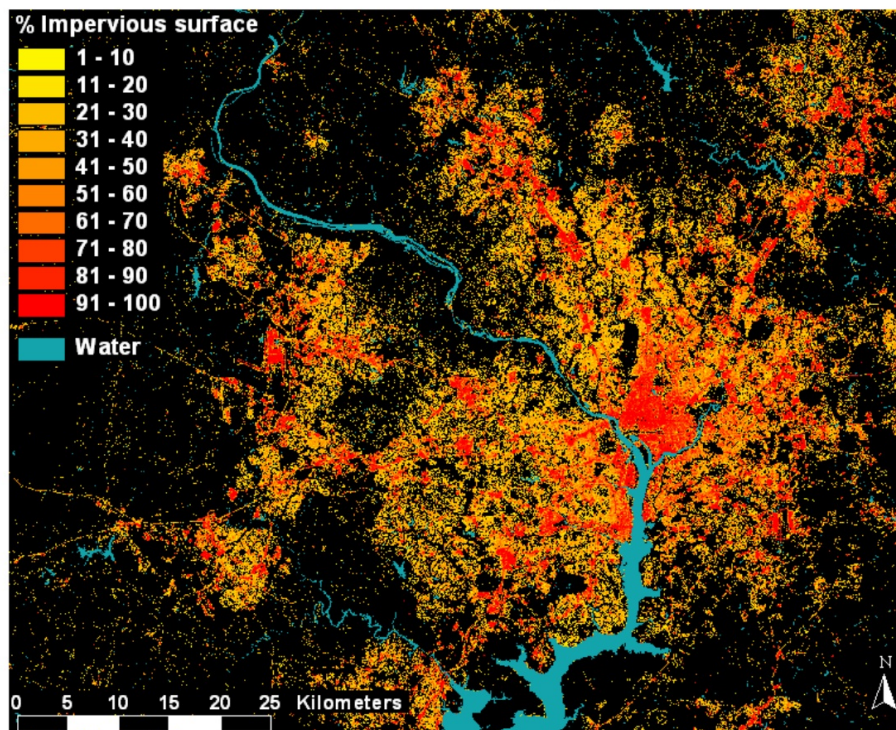 % Impervious surface
1 - 10
11 - 20
21 - 30
31 - 40
41 - 50
51 - 60
61 - 70
71 - 80
81 - 90
91 - 100
Water
N
0 5 10 20 25 Kilometers